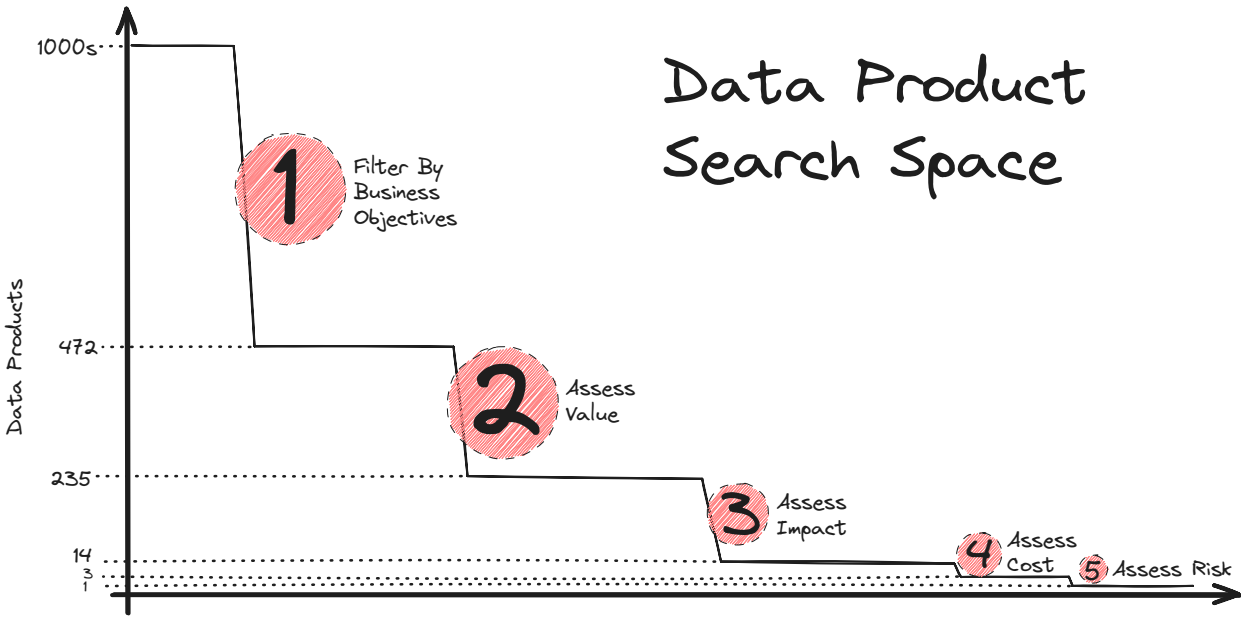 Data Product
Search Space
1000s
1
Filter By
Business
Objectives
Data Products
472
2
Assess
Value
235
3
Assess
Impact
14
4
Assess
Cost
3
5
Assess Risk
1